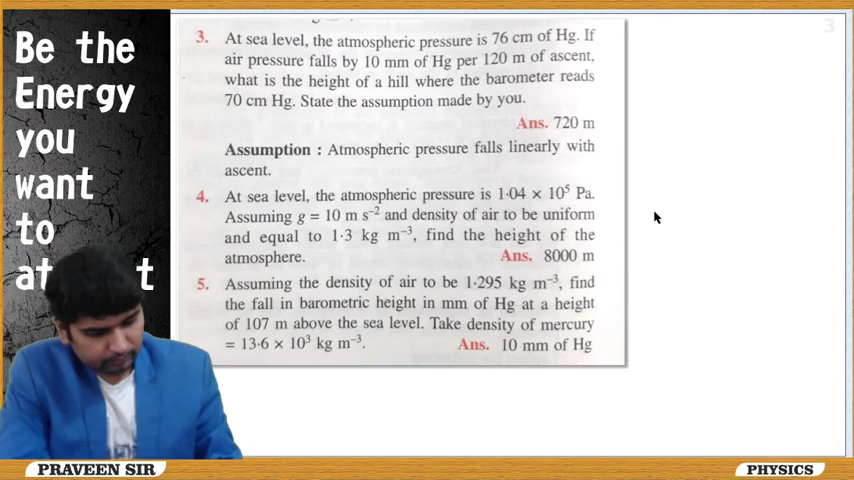 Be the
Energy
you
want
to
3
3. At sea level, the atmospheric pressure is 76 cm of Hg. If
air pressure falls by 10 mm of Hg per 120 m of ascent,
what is the height of a hill where the barometer reads
70 cm Hg. State the assumption made by you.
Ans. 720 m
Assumption : Atmospheric pressure falls linearly with
ascent.
4. At sea level, the atmospheric pressure is 1·04 × 10⁵ Pa.
Assuming g = 10 m s⁻² and density of air to be uniform
and equal to 1·3 kg m⁻³, find the height of the
atmosphere. Ans. 8000 m
5. Assuming the density of air to be 1·295 kg m⁻³, find
the fall in barometric height in mm of Hg at a height
of 107 m above the sea level. Take density of mercury
= 13·6 × 10³ kg m⁻³. Ans. 10 mm of Hg
PRAVEEN SIR
PHYSICS